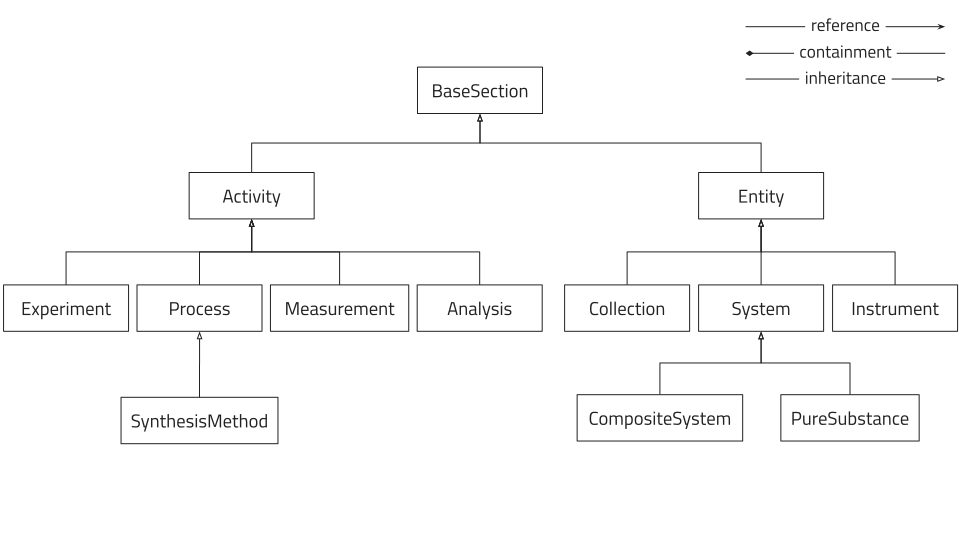 reference
containment
inheritance
BaseSection
Activity
Entity
Experiment
Process
Measurement
Analysis
Collection
System
Instrument
SynthesisMethod
CompositeSystem
PureSubstance